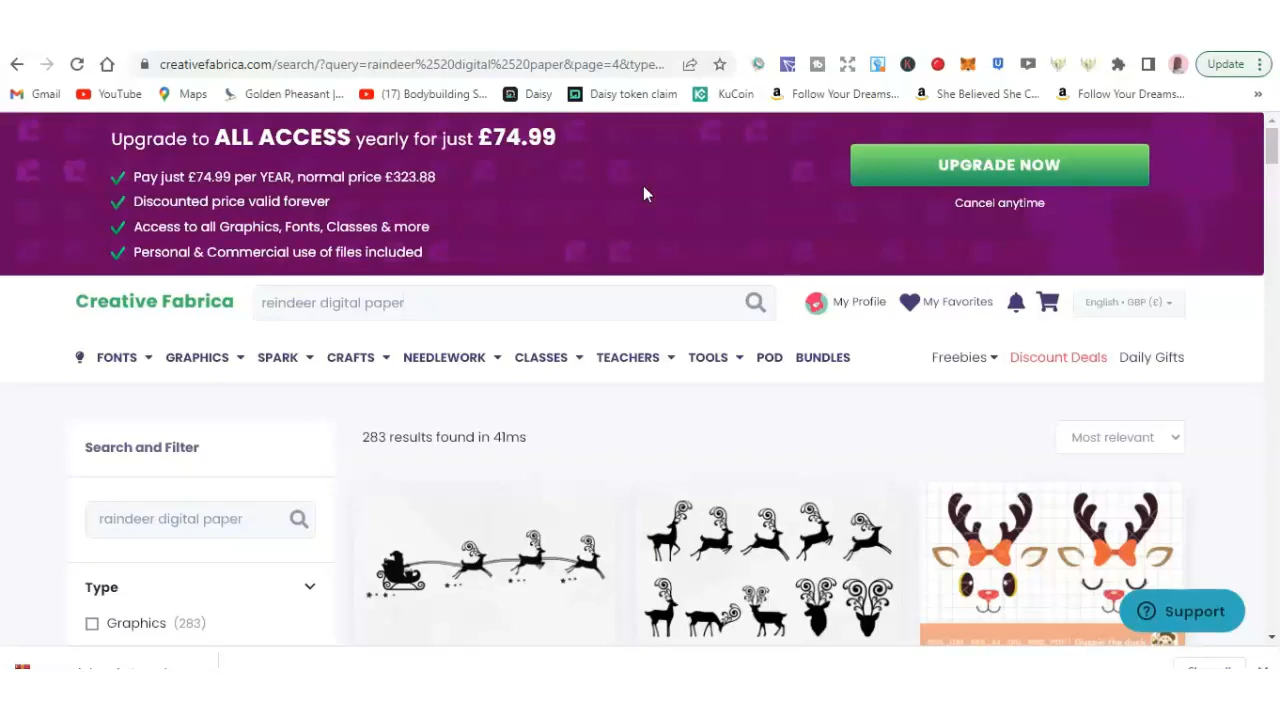 creativefabrica.com/search/?query=raindeer%2520digital%2520paper&page=4&type...
Update
Gmail
YouTube
Maps
Golden Pheasant |...
(17) Bodybuilding S...
Daisy
Daisy token claim
KuCoin
Follow Your Dreams...
She Believed She C...
Follow Your Dreams...
»
Upgrade to ALL ACCESS yearly for just £74.99
Pay just £74.99 per YEAR, normal price £323.88
Discounted price valid forever
Access to all Graphics, Fonts, Classes & more
Personal & Commercial use of files included
UPGRADE NOW
Cancel anytime
Creative Fabrica
reindeer digital paper
My Profile
My Favorites
English • GBP (£)
FONTS
GRAPHICS
SPARK
CRAFTS
NEEDLEWORK
CLASSES
TEACHERS
TOOLS
POD
BUNDLES
Freebies
Discount Deals
Daily Gifts
Search and Filter
283 results found in 41ms
Most relevant
raindeer digital paper
Type
Graphics (283)
Support